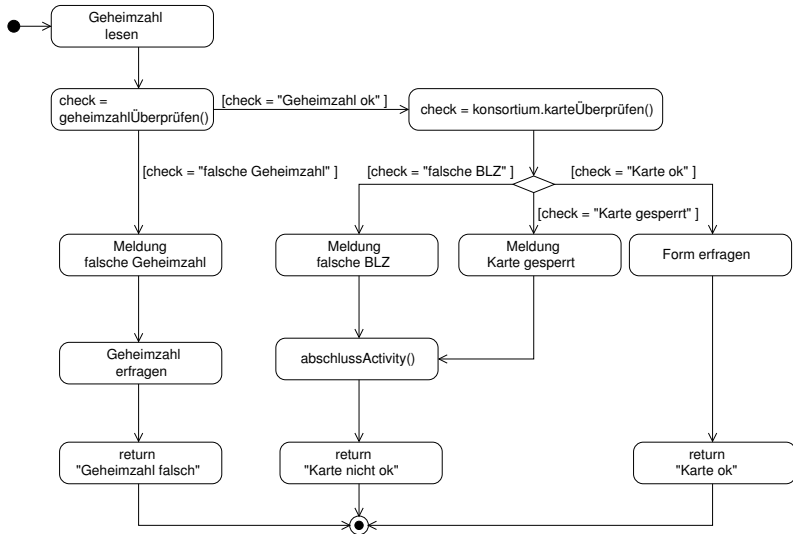 Geheimzahl
lesen
check =
geheimzahlÜberprüfen()
[check = "Geheimzahl ok" ]
check = konsortium.karteÜberprüfen()
[check = "falsche Geheimzahl" ]
[check = "falsche BLZ" ]
[check = "Karte ok" ]
[check = "Karte gesperrt" ]
Meldung
falsche Geheimzahl
Meldung
falsche BLZ
Meldung
Karte gesperrt
Form erfragen
Geheimzahl
erfragen
abschlussActivity()
return
"Geheimzahl falsch"
return
"Karte nicht ok"
return
"Karte ok"